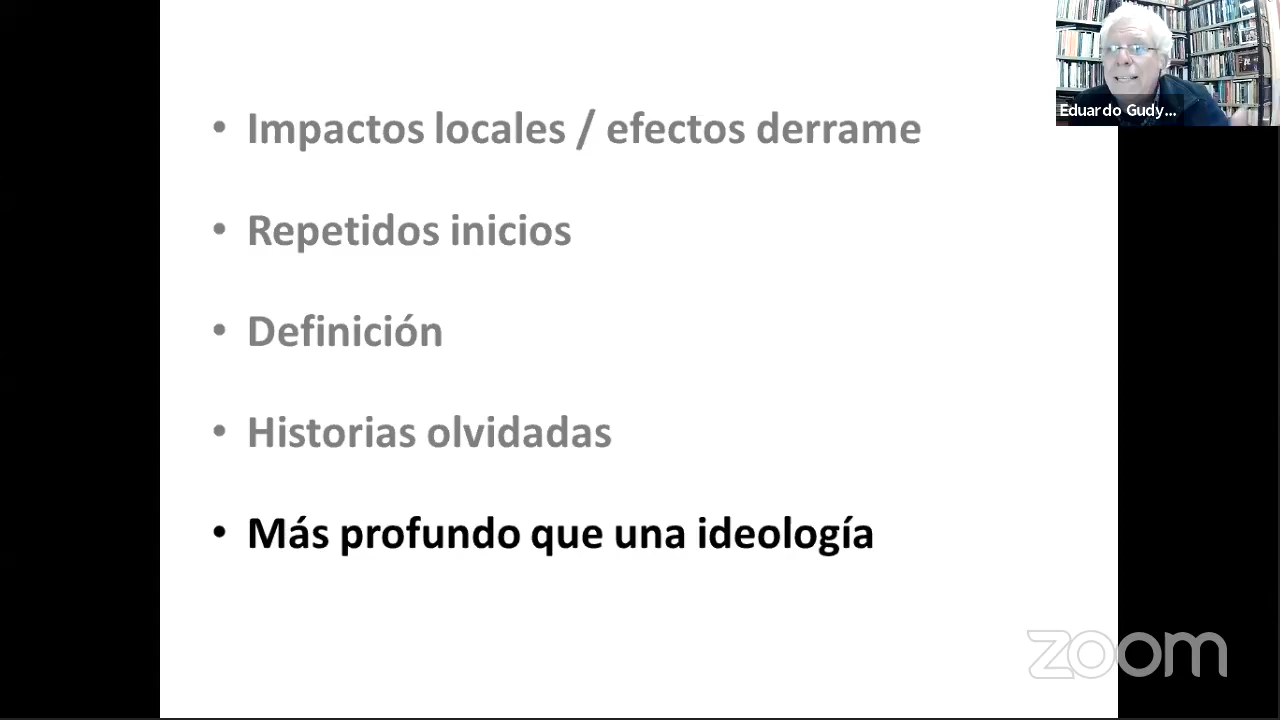 • Impactos locales / efectos derrame
• Repetidos inicios
• Definición
• Historias olvidadas
• Más profundo que una ideología
Eduardo Gudy...
zoom